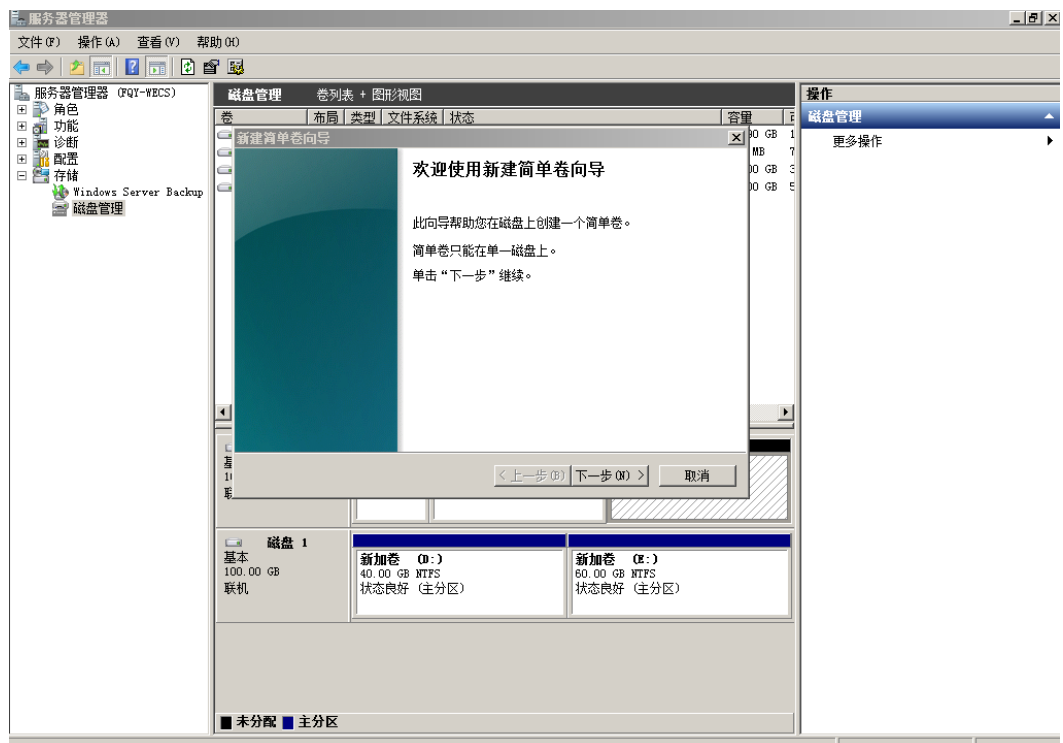 服务器管理器
文件(F) 操作(A) 查看(V) 帮助(H)
服务器管理器 (FQY-WECS)
角色
功能
诊断
配置
存储
Windows Server Backup
磁盘管理
磁盘管理 卷列表 + 图形视图
卷 布局 类型 文件系统 状态 容量
新建简单卷向导
欢迎使用新建简单卷向导
此向导帮助您在磁盘上创建一个简单卷。
简单卷只能在单一磁盘上。
单击“下一步”继续。
< 上一步(B) 下一步(N) > 取消
GB 1
MB 7
GB 3
GB 5
磁盘 1
基本
100.00 GB
联机
新加卷 (D:)
40.00 GB NTFS
状态良好 (主分区)
新加卷 (E:)
60.00 GB NTFS
状态良好 (主分区)
未分配 主分区
操作
磁盘管理
更多操作